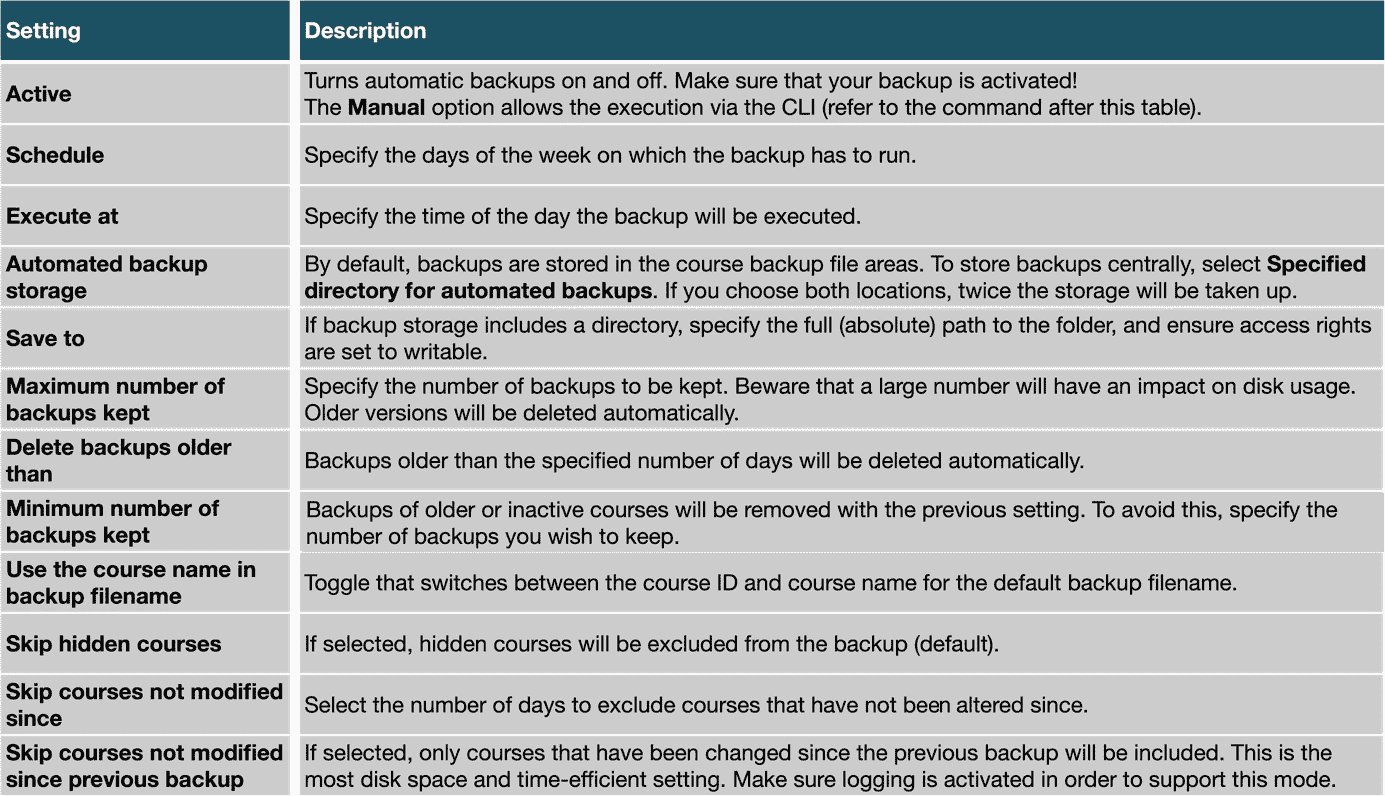 Setting
Description
Active
Turns automatic backups on and off. Make sure that your backup is activated!
The Manual option allows the execution via the CLI (refer to the command after this table).
Schedule
Specify the days of the week on which the backup has to run.
Execute at
Specify the time of the day the backup will be executed.
Automated backup
storage
By default, backups are stored in the course backup file areas. To store backups centrally, select Specified
directory for automated backups. If you choose both locations, twice the storage will be taken up.
Save to
If backup storage includes a directory, specify the full (absolute) path to the folder, and ensure access rights
are set to writable.
Maximum number of
backups kept
Specify the number of backups to be kept. Beware that a large number will have an impact on disk usage.
Older versions will be deleted automatically.
Delete backups older
than
Backups older than the specified number of days will be deleted automatically.
Minimum number of
backups kept
Backups of older or inactive courses will be removed with the previous setting. To avoid this, specify the
number of backups you wish to keep.
Use the course name in
backup filename
Toggle that switches between the course ID and course name for the default backup filename.
Skip hidden courses
If selected, hidden courses will be excluded from the backup (default).
Skip courses not modified
since
Select the number of days to exclude courses that have not been altered since.
Skip courses not modified
since previous backup
If selected, only courses that have been changed since the previous backup will be included. This is the
most disk space and time-efficient setting. Make sure logging is activated in order to support this mode.